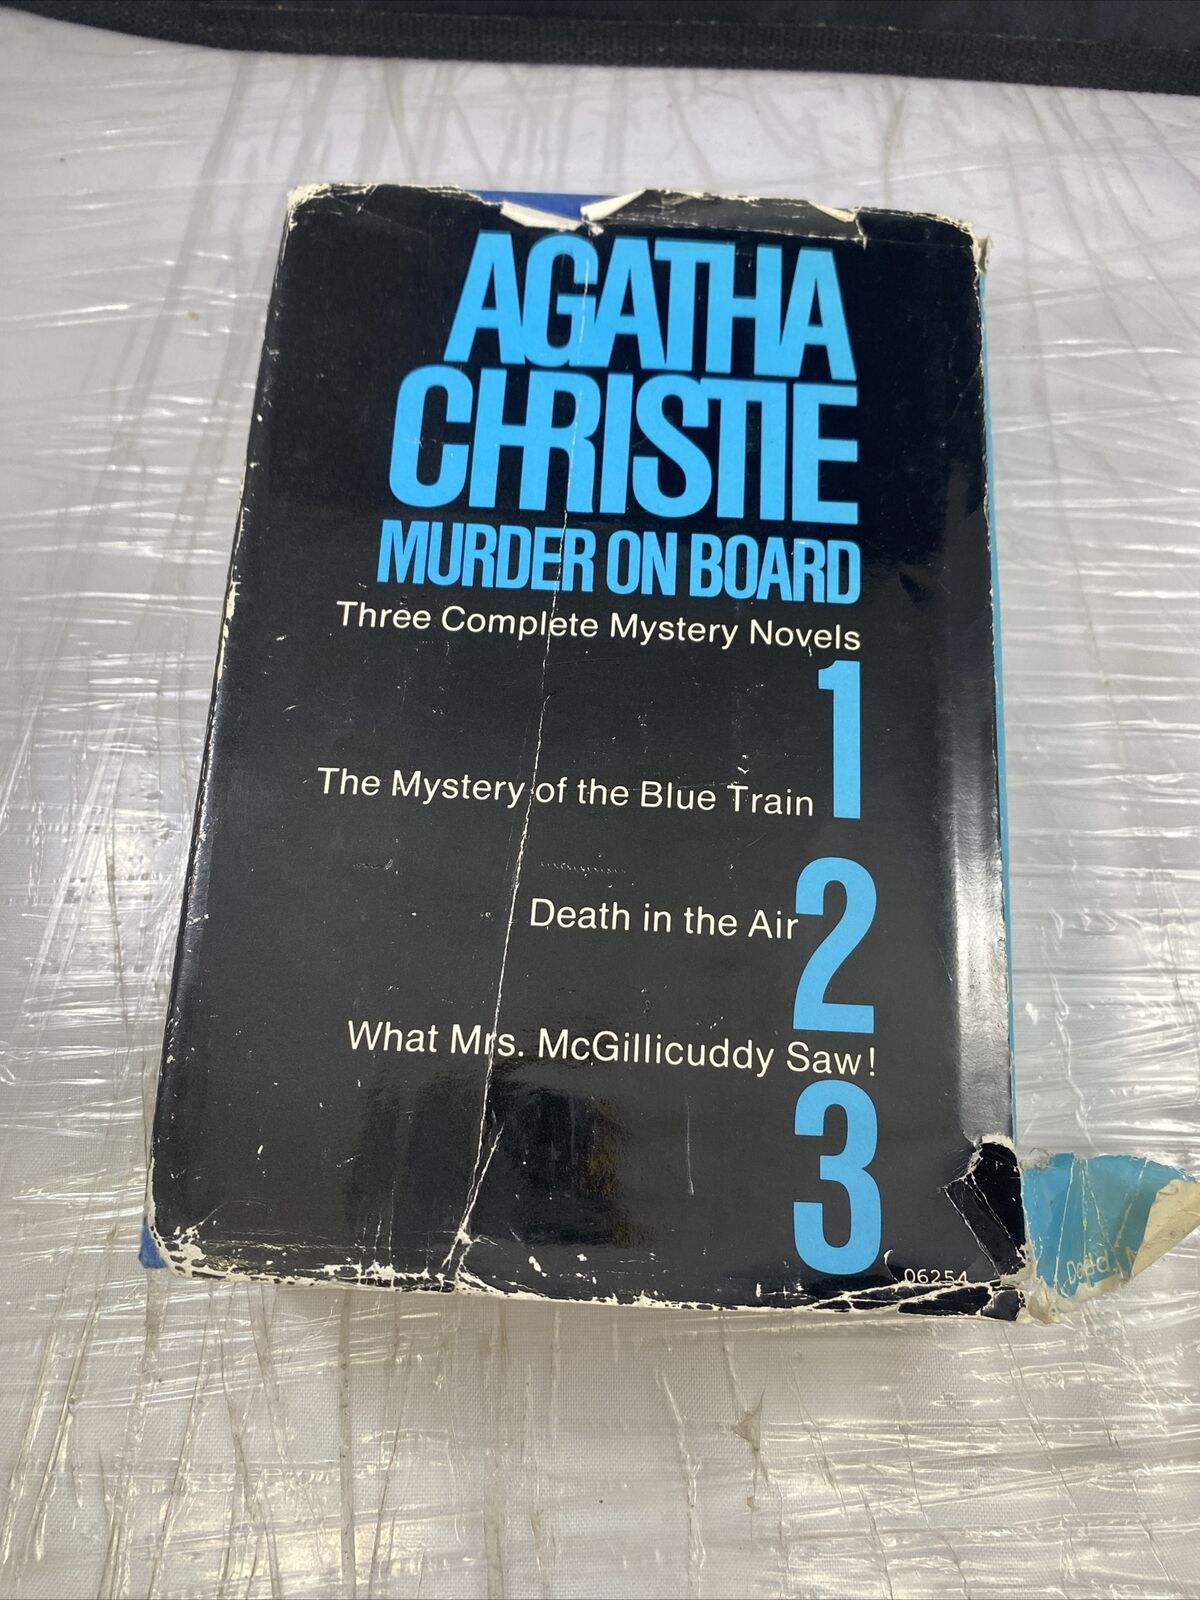 AGATHA
CHRISTIE
MURDER ON BOARD
Three Complete Mystery Novels
1
The Mystery of the Blue Train
2
Death in the Air
What Mrs. McGillicuddy Saw!
3
06254
Dodd,